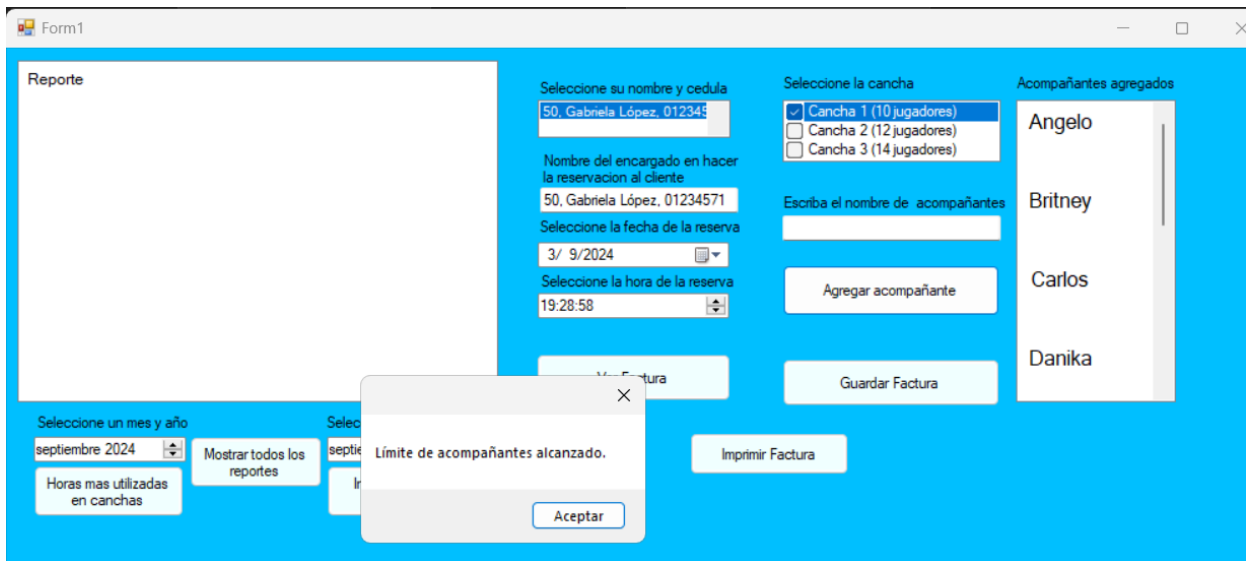 Form1
Reporte
Seleccione su nombre y cedula
50, Gabriela López, 012345
Nombre del encargado en hacer
la reservacion al cliente
50, Gabriela López, 01234571
Seleccione la fecha de la reserva
3/ 9/2024
Seleccione la hora de la reserva
19:28:58
Factura
Seleccione la cancha
Cancha 1 (10 jugadores)
Cancha 2 (12 jugadores)
Cancha 3 (14 jugadores)
Escriba el nombre de acompañantes
Agregar acompañante
Guardar Factura
Acompañantes agregados
Angelo
Britney
Carlos
Danika
Seleccione un mes y año
septiembre 2024
Horas mas utilizadas
en canchas
Mostrar todos los
reportes
Límite de acompañantes alcanzado.
Aceptar
Imprimir Factura